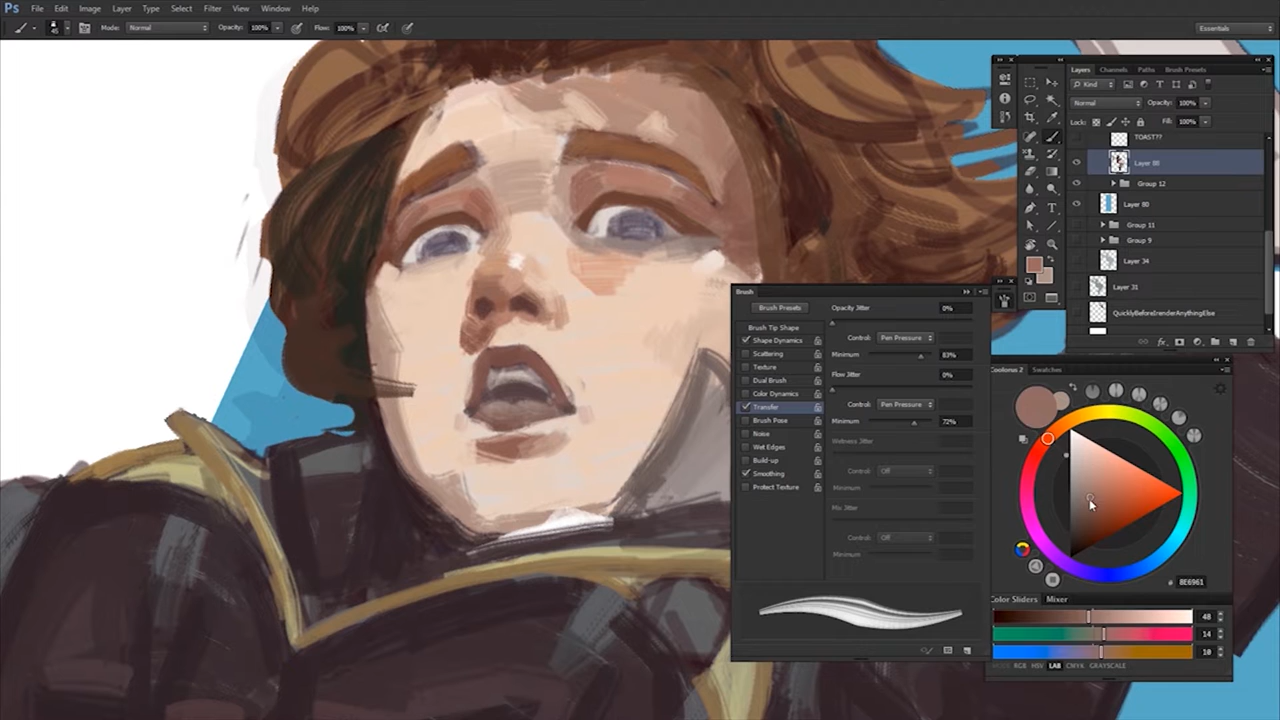 Ps File Edit Image Layer Type Select Filter View Window Help
45 Mode: Normal Opacity: 100% Flow: 100% Essentials
Layers Channels Paths Brush Presets
Kind
Normal Opacity: 100%
Lock: Fill: 100%
TOAST??
Layer 88
Group 12
Layer 80
Group 11
Group 9
Layer 34
Layer 31
QuicklyBeforeIrenderAnythingElse
Brush
Brush Presets
Brush Tip Shape
Shape Dynamics
Scattering
Texture
Dual Brush
Color Dynamics
Transfer
Brush Pose
Noise
Wet Edges
Build-up
Smoothing
Protect Texture
Opacity Jitter 0%
Control: Pen Pressure
Minimum 83%
Flow Jitter 0%
Control: Pen Pressure
Minimum 72%
Wetness Jitter
Control: Off
Minimum
Mix Jitter
Control: Off
Minimum
Coolorus 2 Swatches
# 8E6961
Color Sliders Mixer
48
14
10
RGB HSV LAB CMYK GRAYSCALE